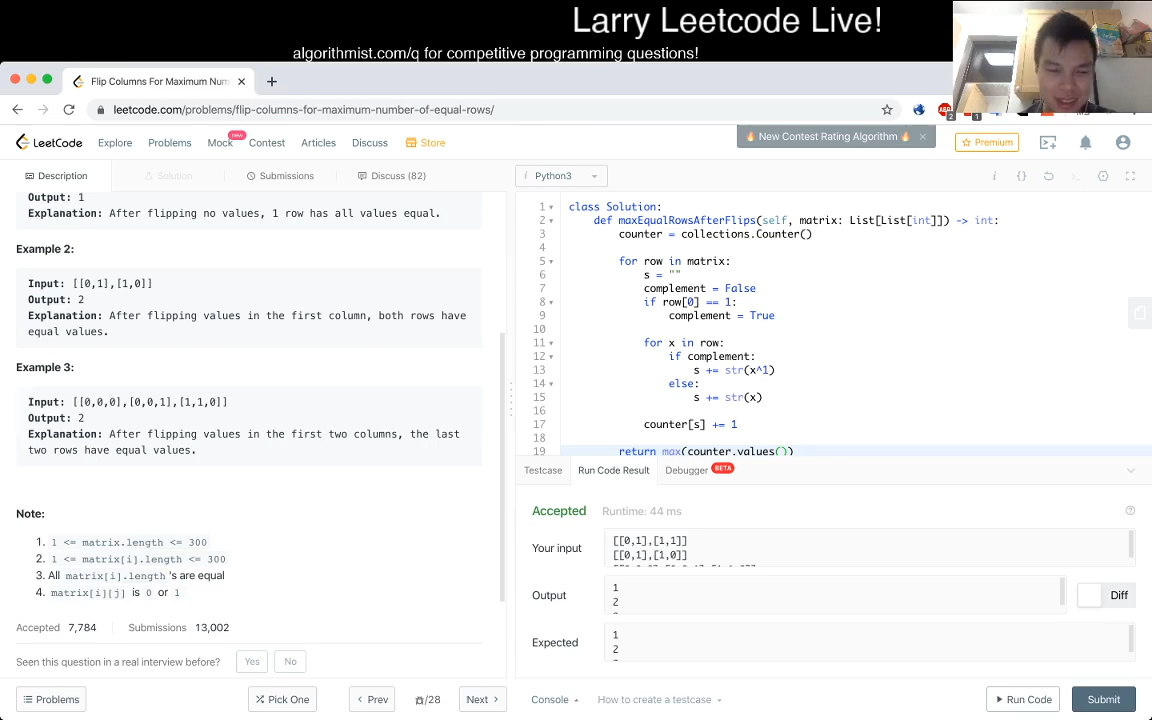 Larry Leetcode Live!
algorithmist.com/q for competitive programming questions!
Flip Columns For Maximum Num
leetcode.com/problems/flip-columns-for-maximum-number-of-equal-rows/
2
1
LeetCode
Explore
Problems
Mock
new
Contest
Articles
Discuss
Store
🔥 New Contest Rating Algorithm 🔥
Premium
Description
Solution
Submissions
Discuss (82)
Output: 1
Explanation: After flipping no values, 1 row has all values equal.
Example 2:
Input: [[0,1],[1,0]]
Output: 2
Explanation: After flipping values in the first column, both rows have
equal values.
Example 3:
Input: [[0,0,0],[0,0,1],[1,1,0]]
Output: 2
Explanation: After flipping values in the first two columns, the last
two rows have equal values.
Note:
1. 1 <= matrix.length <= 300
2. 1 <= matrix[i].length <= 300
3. All matrix[i].length 's are equal
4. matrix[i][j] is 0 or 1
Accepted 7,784 Submissions 13,002
Seen this question in a real interview before? Yes No
Problems
Pick One
Prev
/28
Next
i Python3
1 class Solution:
2 def maxEqualRowsAfterFlips(self, matrix: List[List[int]]) -> int:
3 counter = collections.Counter()
4
5 for row in matrix:
6 s = ""
7 complement = False
8 if row[0] == 1:
9 complement = True
10
11 for x in row:
12 if complement:
13 s += str(x^1)
14 else:
15 s += str(x)
16
17 counter[s] += 1
18
19 return max(counter.values())
Testcase
Run Code Result
Debugger BETA
Accepted Runtime: 44 ms
Your input
[[0,1],[1,1]]
[[0,1],[1,0]]
Output
1
2
Diff
Expected
1
2
Console
How to create a testcase
Run Code
Submit